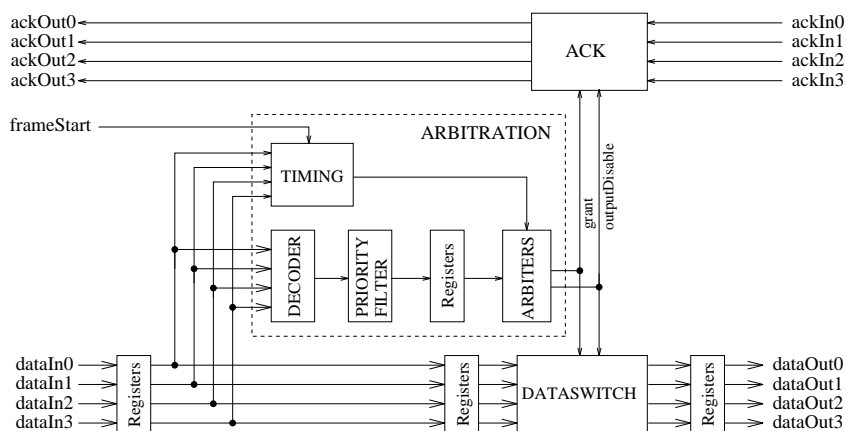 ackOut0
ackOut1
ackOut2
ackOut3
ACK
ackIn0
ackIn1
ackIn2
ackIn3
frameStart
ARBITRATION
TIMING
grant
outputDisable
DECODER
PRIORITY
FILTER
Registers
ARBITERS
dataIn0
dataIn1
dataIn2
dataIn3
Registers
Registers
DATASWITCH
Registers
dataOut0
dataOut1
dataOut2
dataOut3